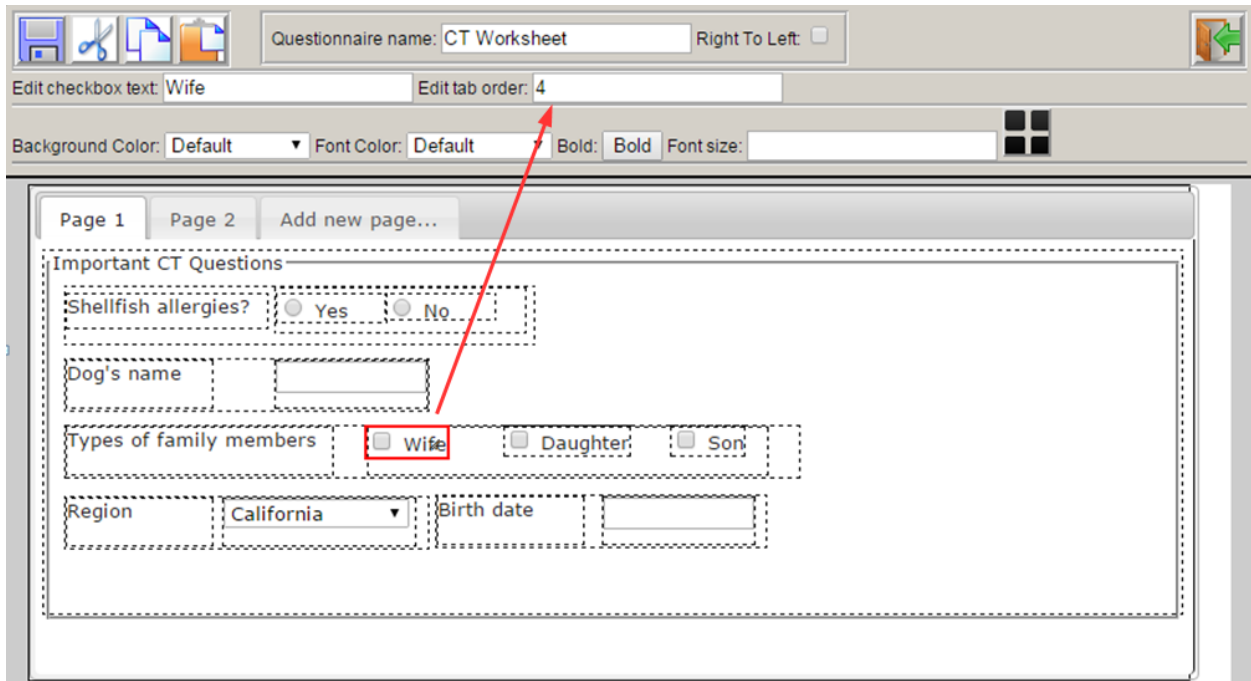 Questionnaire name: CT Worksheet Right To Left:
Edit checkbox text: Wife Edit tab order: 4
Background Color: Default Font Color: Default Bold: Bold Font size:
Page 1 Page 2 Add new page...
Important CT Questions
Shellfish allergies? Yes No
Dog's name
Types of family members Wife Daughter Son
Region California Birth date